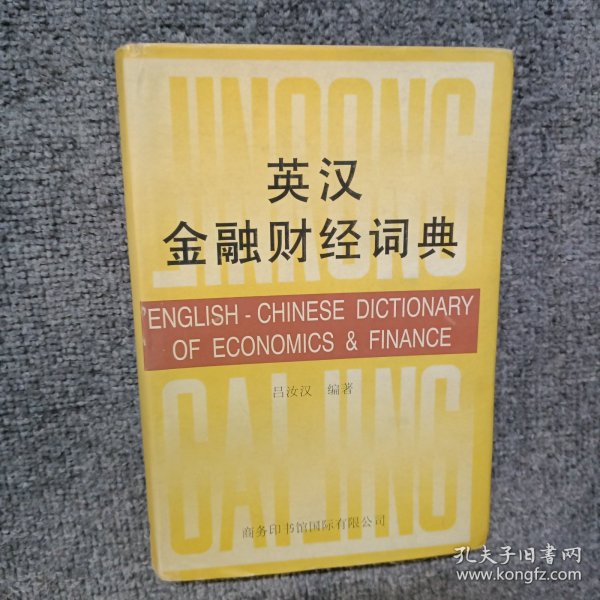 JINRONG
英汉
金融财经词典
JINRONG
ENGLISH - CHINESE DICTIONARY
OF ECONOMICS & FINANCE
吕汝汉 编著
CAIJING
商务印书馆国际有限公司
CAIJING
孔夫子旧书网
www.kongfz.com